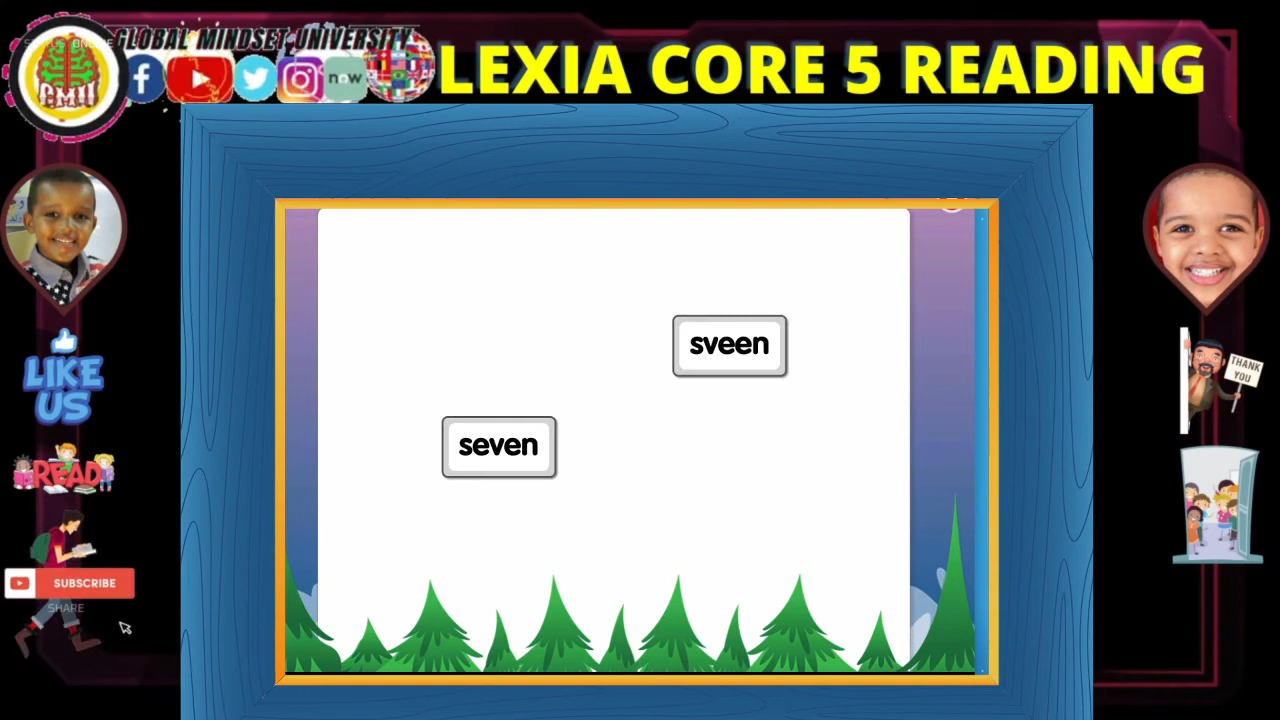 GLOBAL MINDSET UNIVERSITY
GMU
now
LEXIA CORE 5 READING
sveen
seven
LIKE
US
READ
SUBSCRIBE
SHARE
THANK
YOU